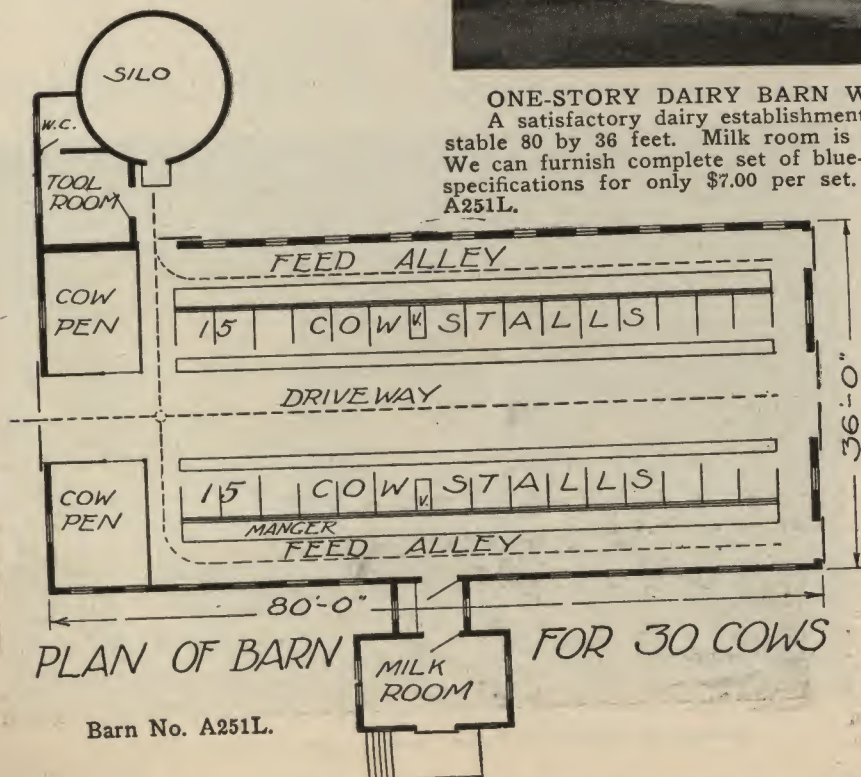 SILO
W.C.
TOOL
ROOM
ONE-STORY DAIRY BARN
A satisfactory dairy establishment
stable 80 by 36 feet. Milk room is
We can furnish complete set of blue-
specifications for only $7.00 per set.
A251L.
FEED ALLEY
COW
PEN
15 COW V. STALLS
DRIVEWAY
36'-0"
15 COW V. STALLS
COW
PEN
MANGER
FEED ALLEY
80'-0"
PLAN OF BARN FOR 30 COWS
MILK
ROOM
Barn No. A251L.